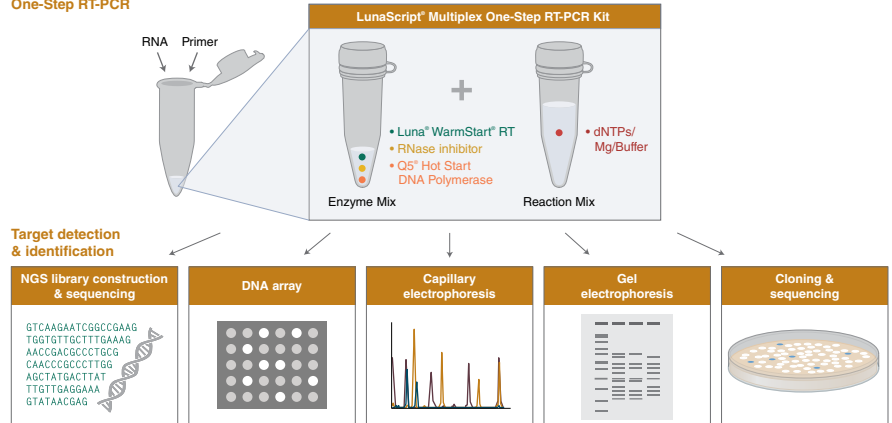 One-Step RT-PCR
LunaScript® Multiplex One-Step RT-PCR Kit
RNA Primer
• Luna® WarmStart® RT
• RNase inhibitor
• Q5® Hot Start
DNA Polymerase
• dNTPs/
Mg/Buffer
Enzyme Mix
Reaction Mix
Target detection
& identification
NGS library construction
& sequencing
GTCAAGAATCGGCCGAAG
TGGTGTTGCTTTGAAAG
AACCGACGCCCTGCG
CAACCCGCCCTTGG
AGCTATGACTTAT
TTGTTGAGGAAA
GTATAACGAG
DNA array
Capillary
electrophoresis
Gel
electrophoresis
Cloning &
sequencing